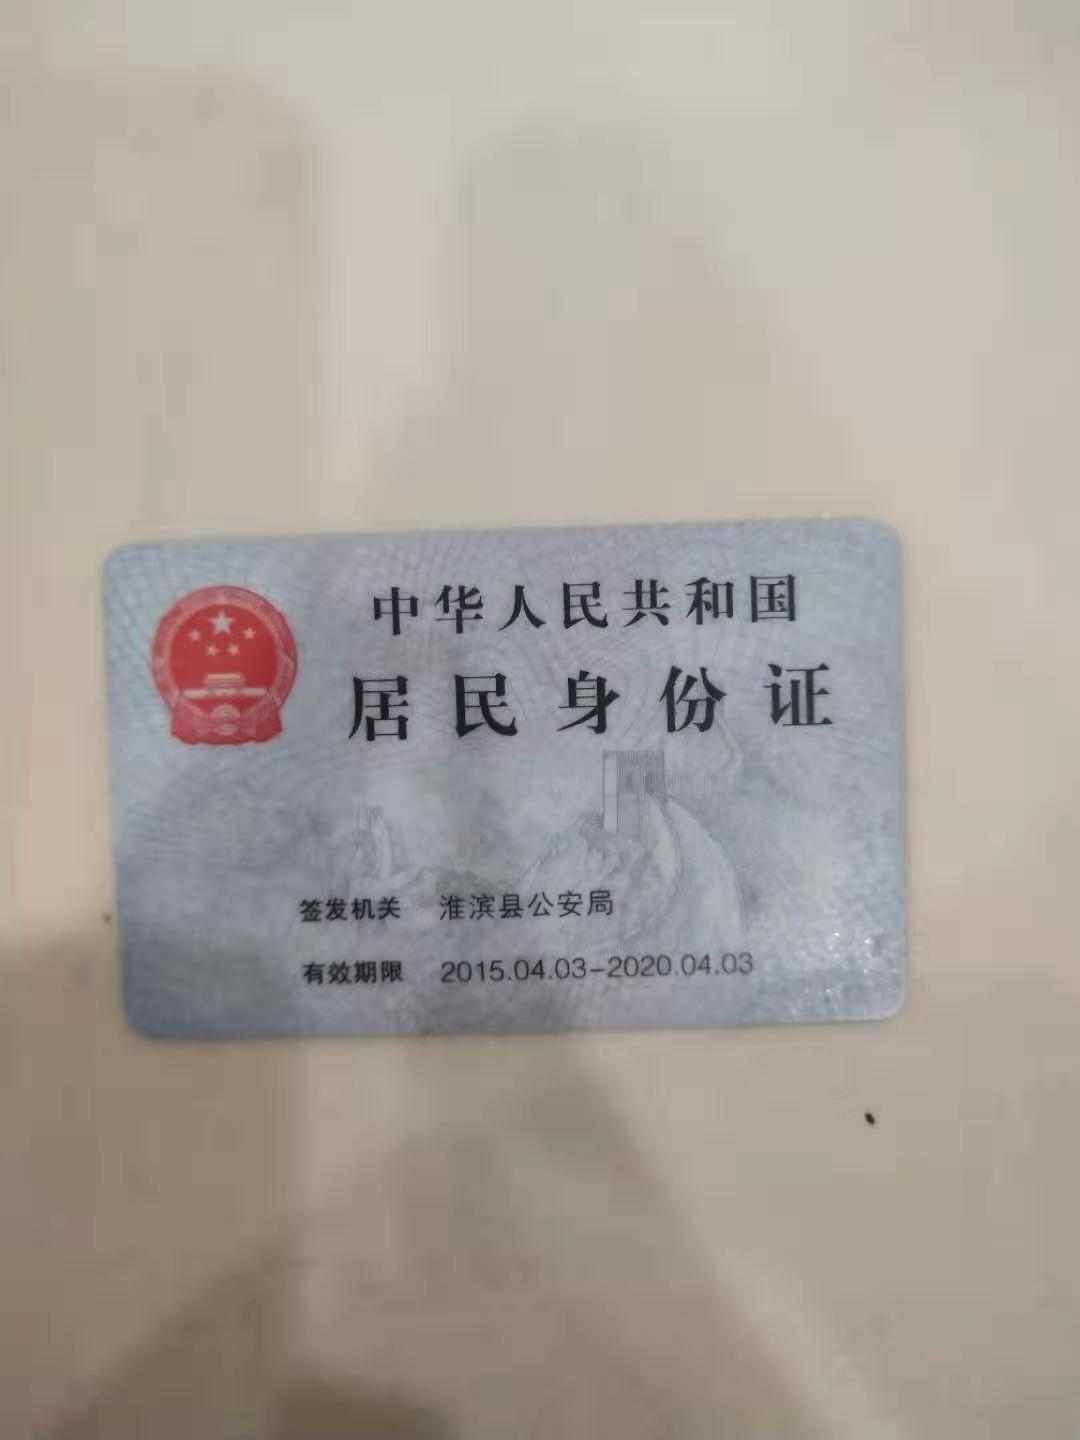 中华人民共和国
居民身份证
签发机关 淮滨县公安局
有效期限 2015.04.03-2020.04.03